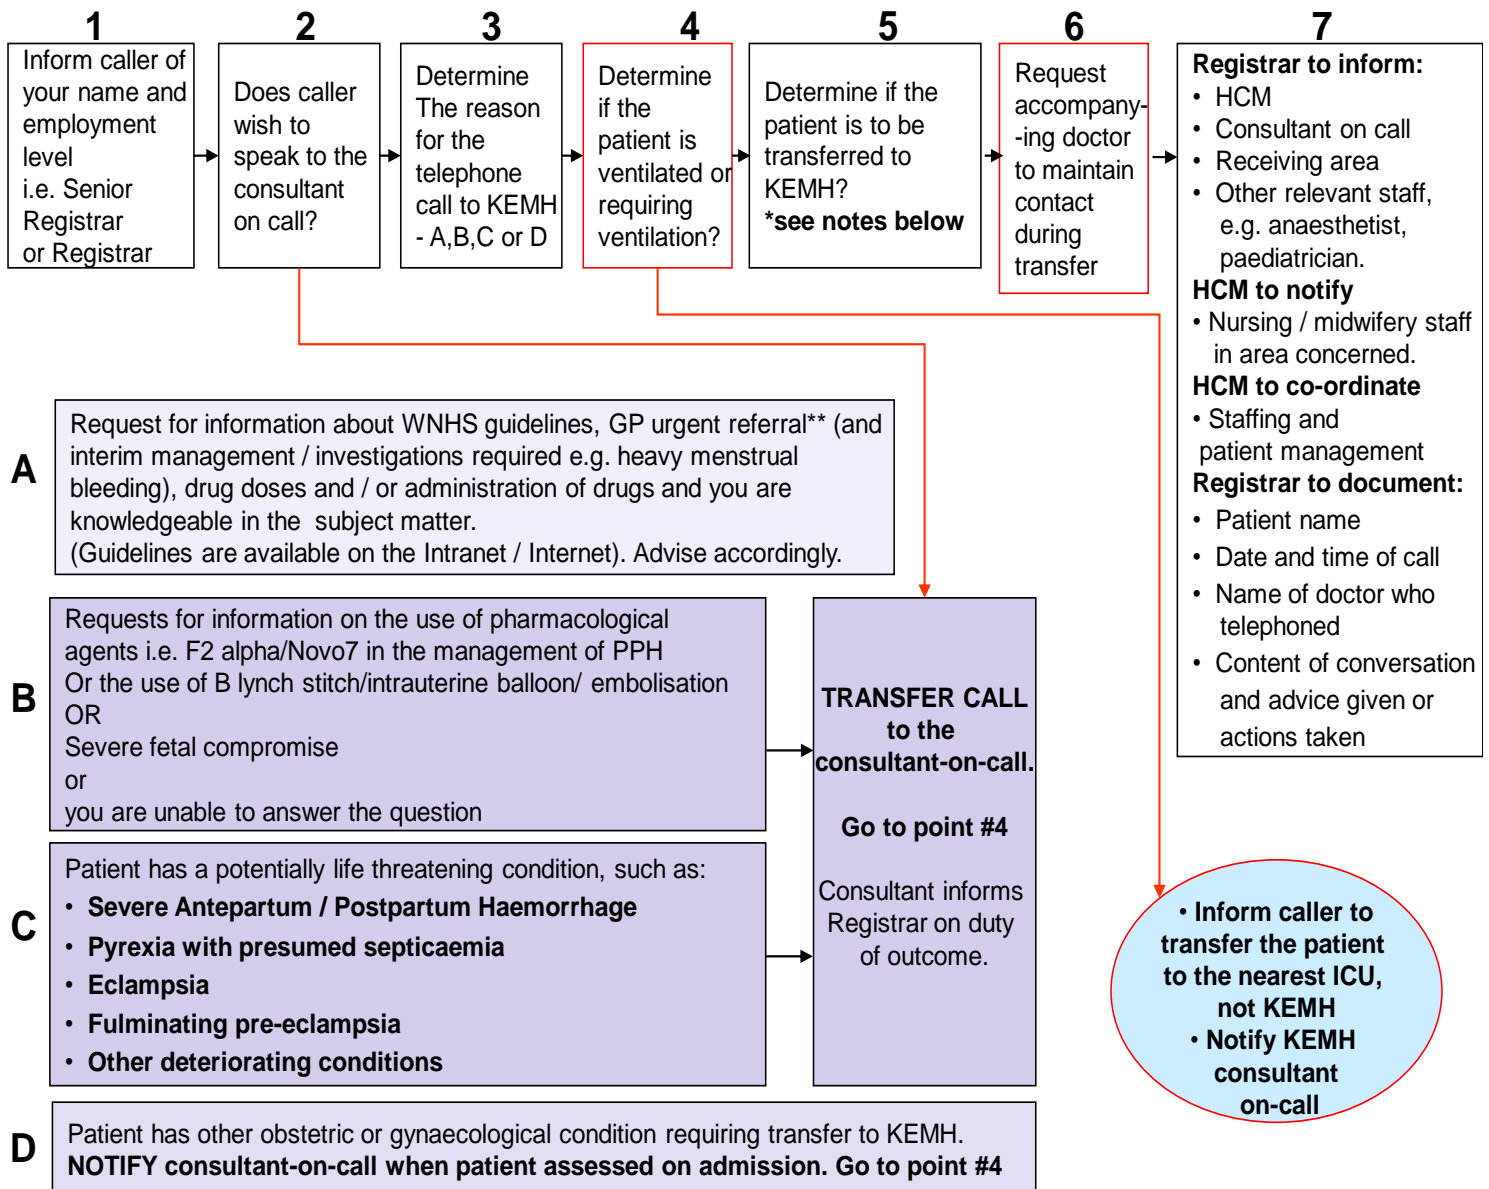 1
Inform caller of
your name and
employment
level
i.e. Senior
Registrar
or Registrar
2
Does caller
wish to
speak to the
consultant
on call?
3
Determine
The reason
for the
telephone
call to KEMH
- A,B,C or D
4
Determine
if the
patient is
ventilated or
requiring
ventilation?
5
Determine if the
patient is to be
transferred to
KEMH?
*see notes below
6
Request
accompany-
-ing doctor
to maintain
contact
during
transfer
7
Registrar to inform:
• HCM
• Consultant on call
• Receiving area
• Other relevant staff,
e.g. anaesthetist,
paediatrician.
HCM to notify
• Nursing / midwifery staff
in area concerned.
HCM to co-ordinate
• Staffing and
patient management
Registrar to document:
• Patient name
• Date and time of call
• Name of doctor who
telephoned
• Content of conversation
and advice given or
actions taken
A
Request for information about WNHS guidelines, GP urgent referral** (and
interim management / investigations required e.g. heavy menstrual
bleeding), drug doses and / or administration of drugs and you are
knowledgeable in the subject matter.
(Guidelines are available on the Intranet / Internet). Advise accordingly.
B
Requests for information on the use of pharmacological
agents i.e. F2 alpha/Novo7 in the management of PPH
Or the use of B lynch stitch/intrauterine balloon/ embolisation
OR
Severe fetal compromise
or
you are unable to answer the question
C
Patient has a potentially life threatening condition, such as:
• Severe Antepartum / Postpartum Haemorrhage
• Pyrexia with presumed septicaemia
• Eclampsia
• Fulminating pre-eclampsia
• Other deteriorating conditions
TRANSFER CALL
to the
consultant-on-call.
Go to point #4
Consultant informs
Registrar on duty
of outcome.
• Inform caller to
transfer the patient
to the nearest ICU,
not KEMH
• Notify KEMH
consultant
on-call
D
Patient has other obstetric or gynaecological condition requiring transfer to KEMH.
NOTIFY consultant-on-call when patient assessed on admission. Go to point #4